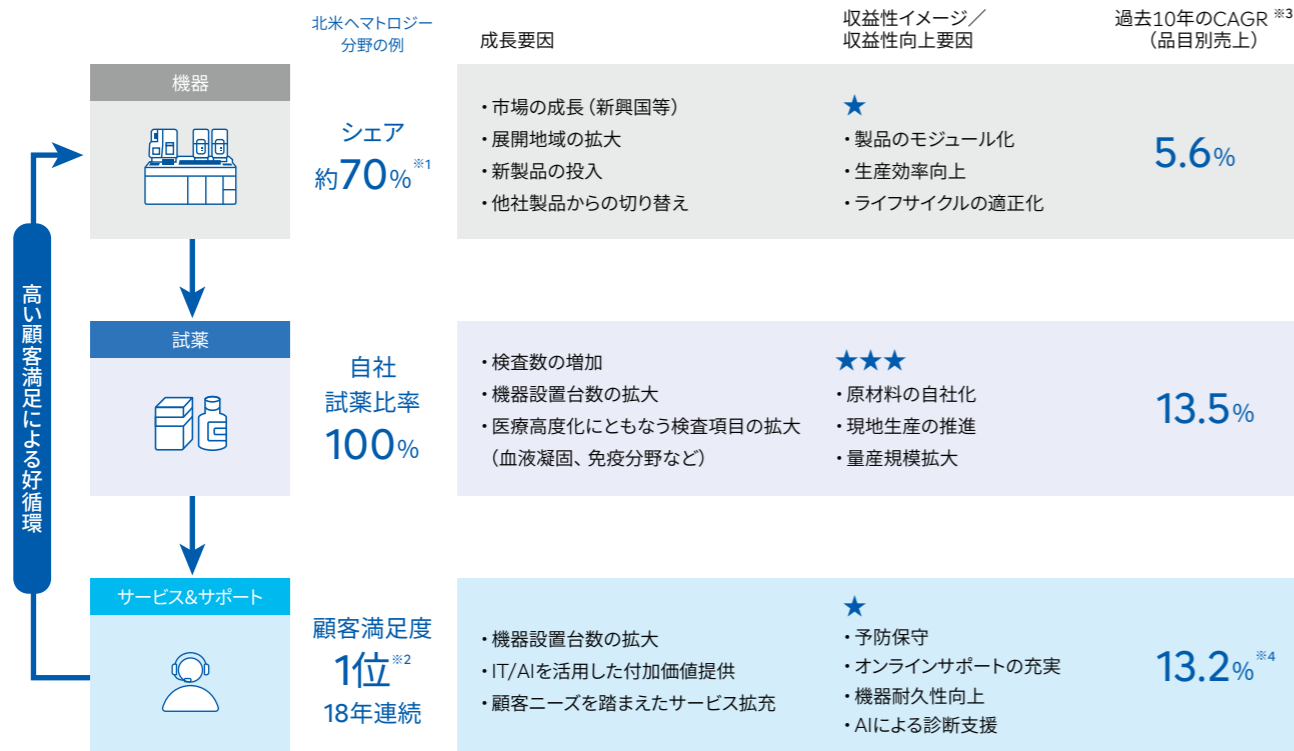 北米ヘマトロジー
分野の例
成長要因
収益性イメージ／
収益性向上要因
過去10年のCAGR ※3
（品目別売上）
高い顧客満足による好循環
機器
シェア
約70%※1
・市場の成長（新興国等）
・展開地域の拡大
・新製品の投入
・他社製品からの切り替え
★
・製品のモジュール化
・生産効率向上
・ライフサイクルの適正化
5.6%
試薬
自社
試薬比率
100%
・検査数の増加
・機器設置台数の拡大
・医療高度化にともなう検査項目の拡大
（血液凝固、免疫分野など）
★★★
・原材料の自社化
・現地生産の推進
・量産規模拡大
13.5%
サービス&サポート
顧客満足度
1位※2
18年連続
・機器設置台数の拡大
・IT/AIを活用した付加価値提供
・顧客ニーズを踏まえたサービス拡充
★
・予防保守
・オンラインサポートの充実
・機器耐久性向上
・AIによる診断支援
13.2%※4